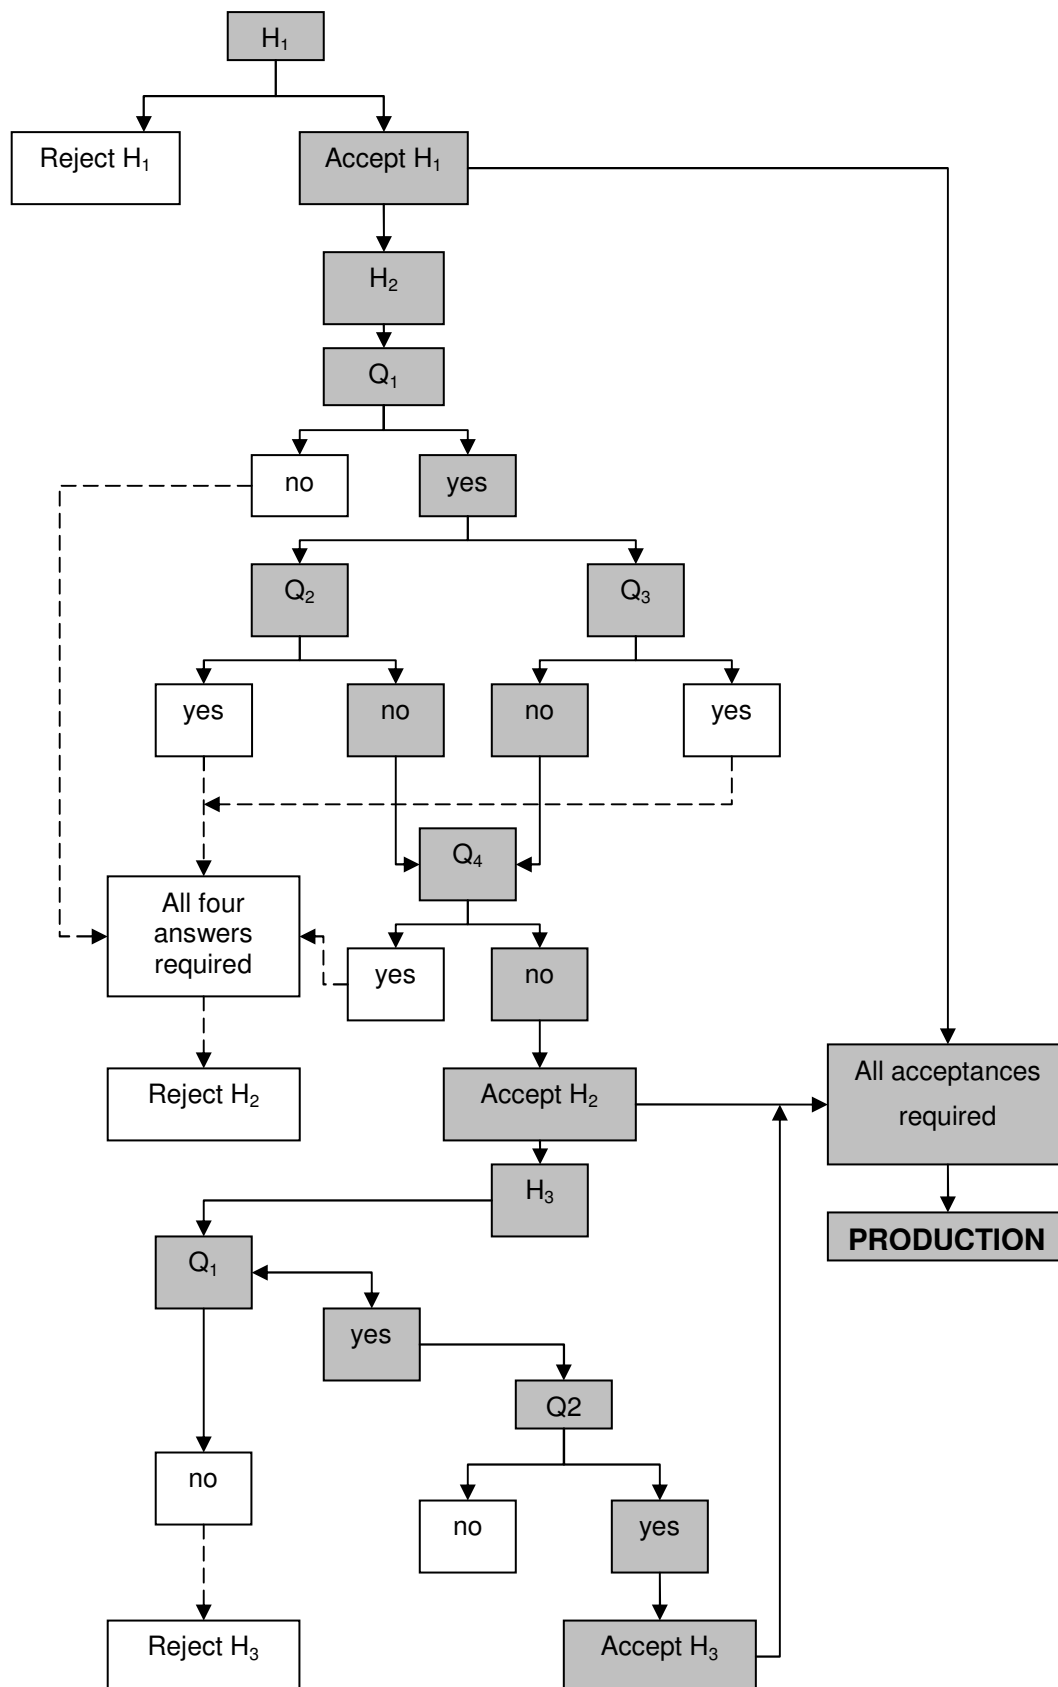 H₁
Reject H₁
Accept H₁
H₂
Q₁
no
yes
Q₂
Q₃
yes
no
no
yes
Q₄
All four
answers
required
yes
no
Reject H₂
Accept H₂
All acceptances
required
H₃
PRODUCTION
Q₁
yes
Q2
no
no
yes
Reject H₃
Accept H₃